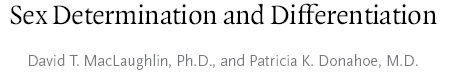 Sex Determination and Differentiation
David T. MacLaughlin, Ph.D., and Patricia K. Donahoe, M.D.